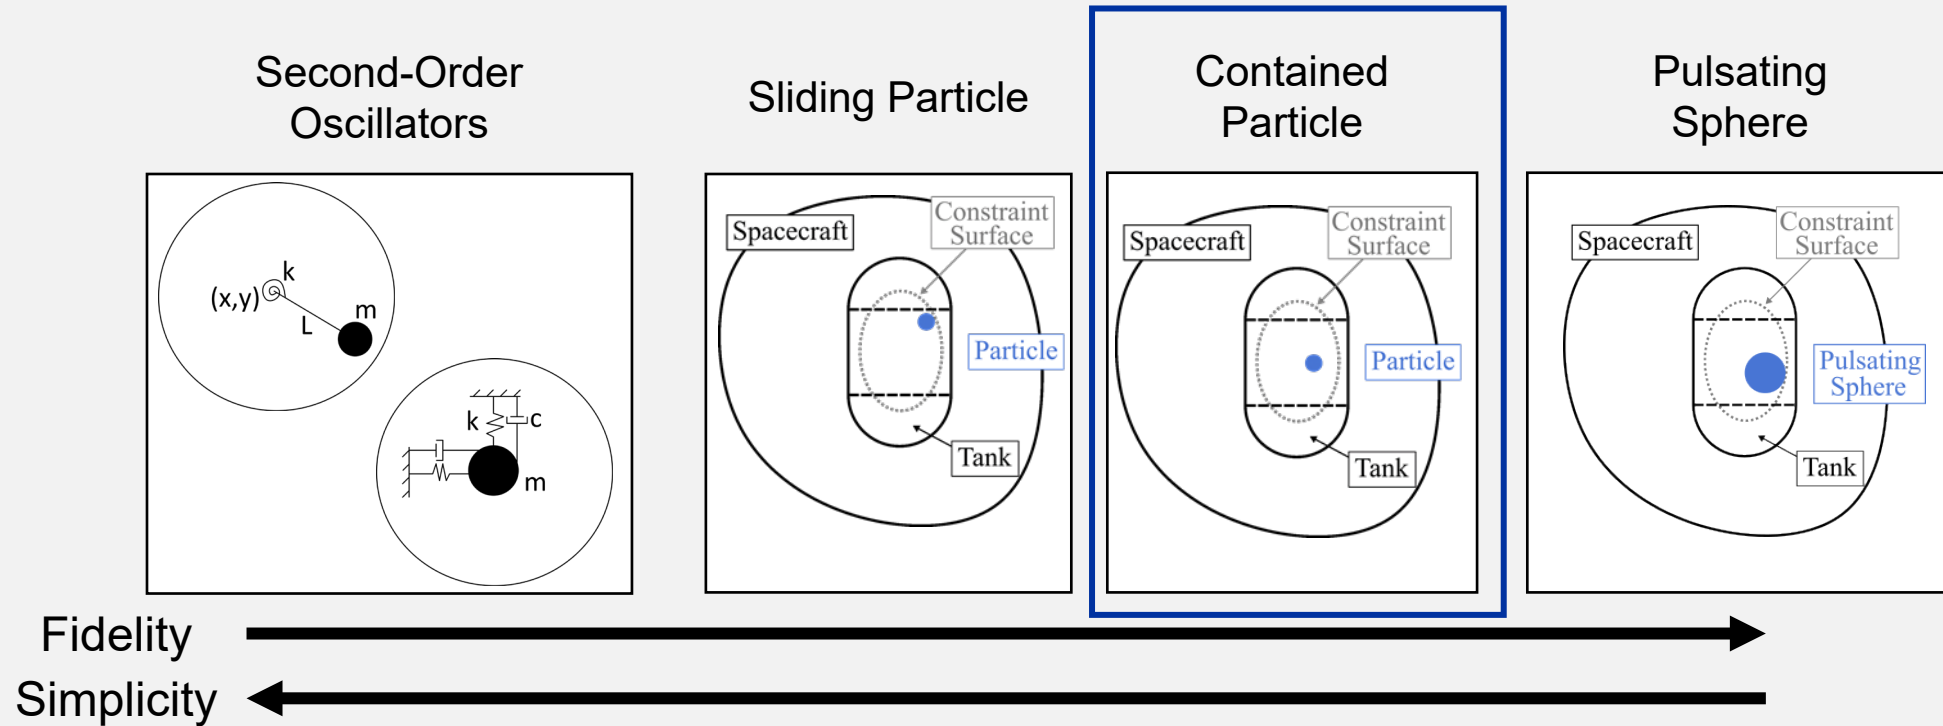 Second-Order
Oscillators
Sliding Particle
Contained
Particle
Pulsating
Sphere
k
(x,y)
L
m
k
c
m
Spacecraft
Constraint
Surface
Particle
Tank
Spacecraft
Constraint
Surface
Particle
Tank
Spacecraft
Constraint
Surface
Pulsating
Sphere
Tank
Fidelity
Simplicity